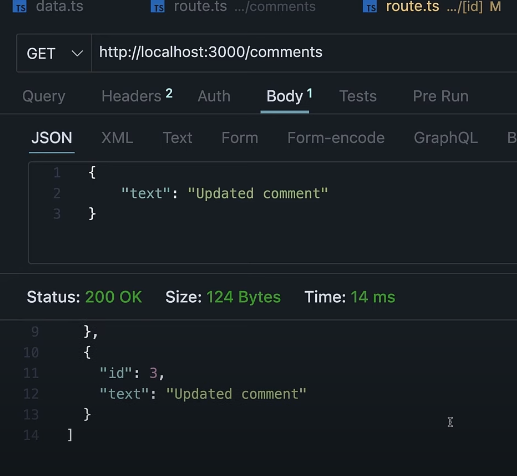 TS data.ts TS route.ts .../comments TS route.ts .../[id] M
GET http://localhost:3000/comments
Query Headers 2 Auth Body 1 Tests Pre Run
JSON XML Text Form Form-encode GraphQL B
1 {
2 "text": "Updated comment"
3 }
Status: 200 OK Size: 124 Bytes Time: 14 ms
9 },
10 {
11 "id": 3,
12 "text": "Updated comment"
13 }
14 ]